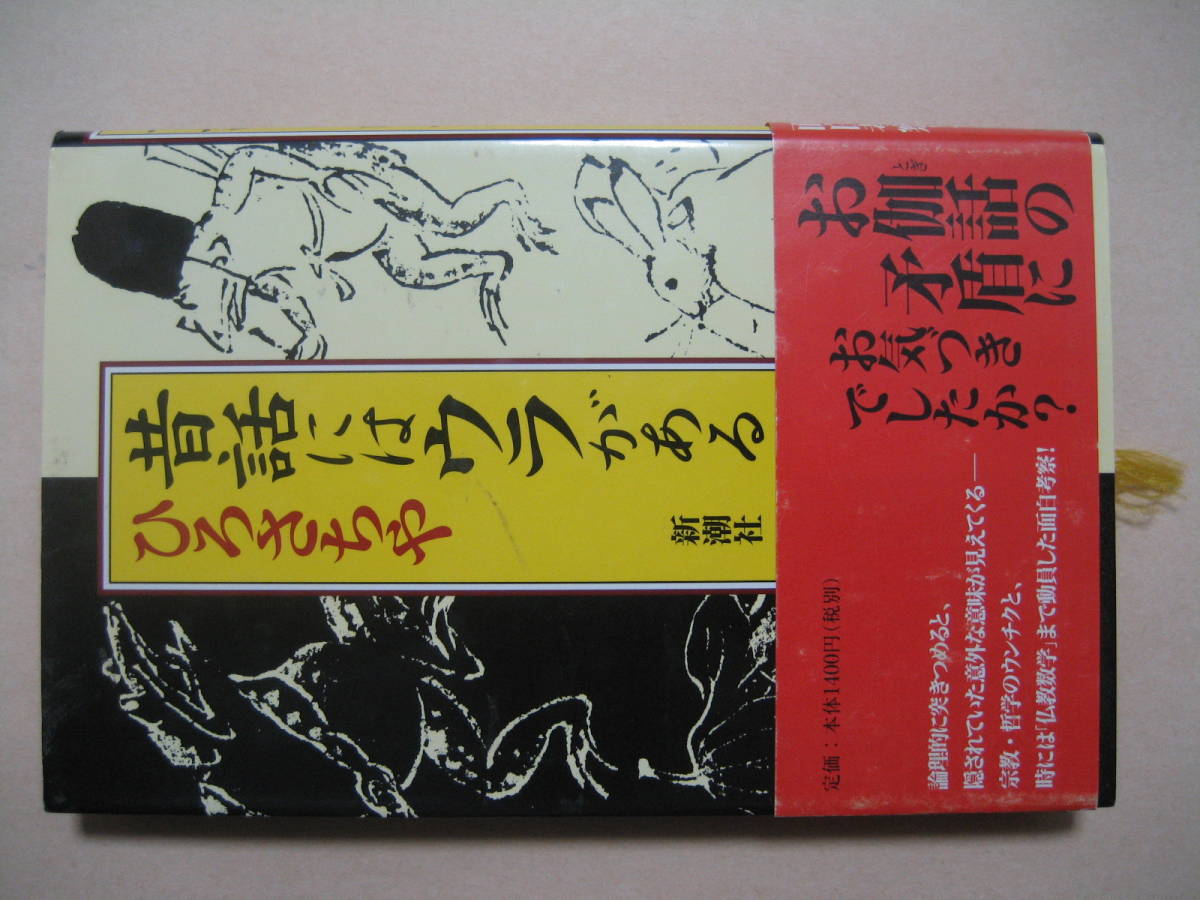 昔話にはウラがある
ひろさちや
新潮社
お伽話の
とぎ
矛盾に
お気づき
でしたか?
論理的に突きつめると、
隠されていた意外な意味が見えてくる―
宗教・哲学のウンチクと、
時には「仏教数学」まで動員した面白考察!
定価：本体1400円(税別)